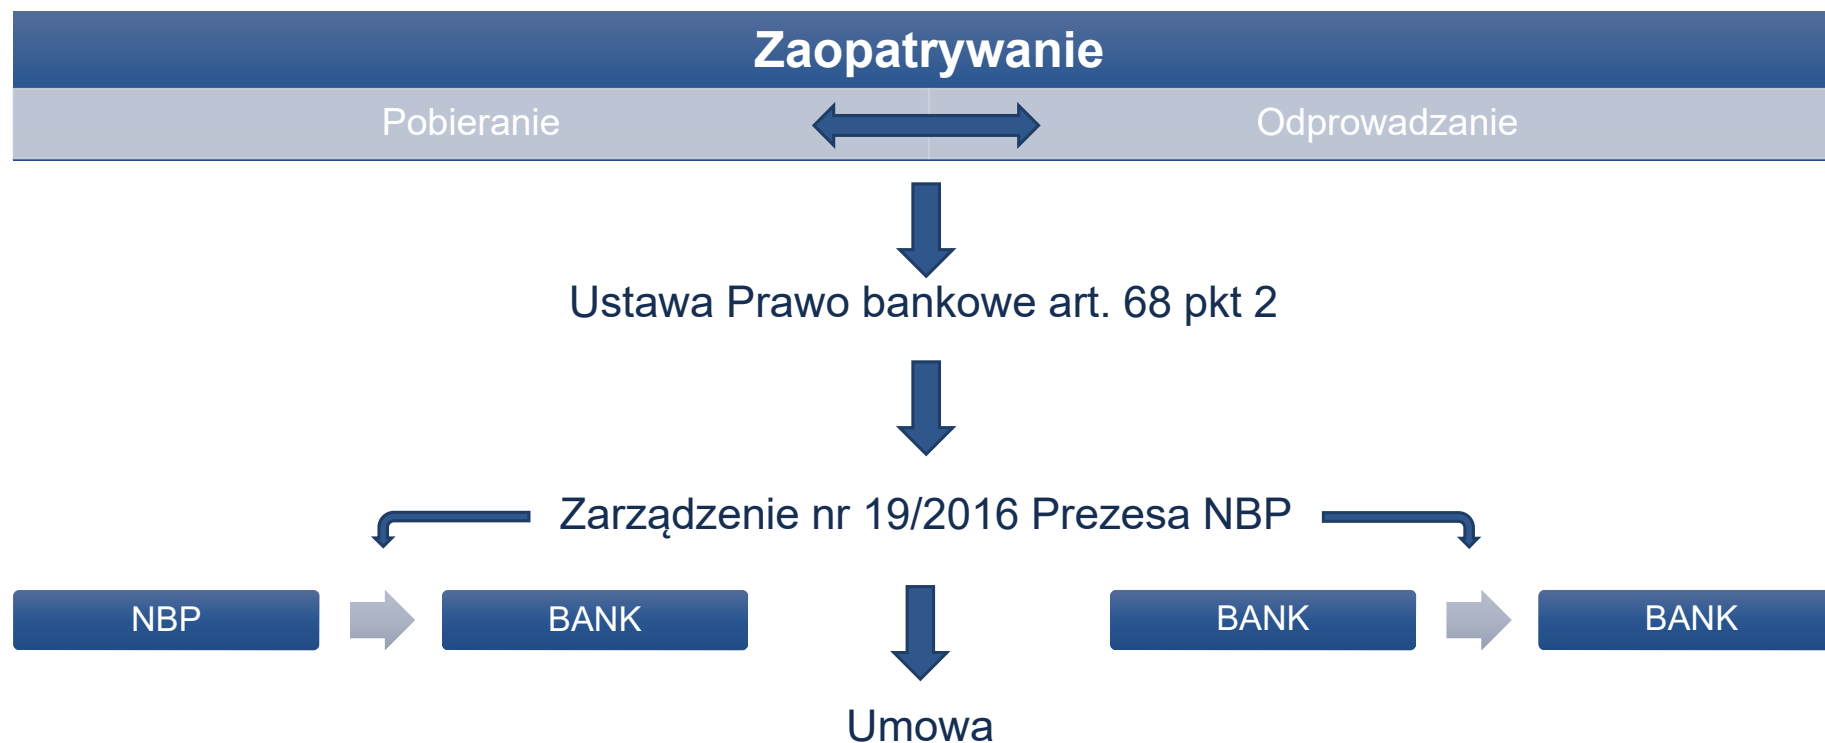 Zaopatrywanie
Pobieranie
Odprowadzanie
Ustawa Prawo bankowe art. 68 pkt 2
Zarządzenie nr 19/2016 Prezesa NBP
NBP
BANK
BANK
BANK
Umowa